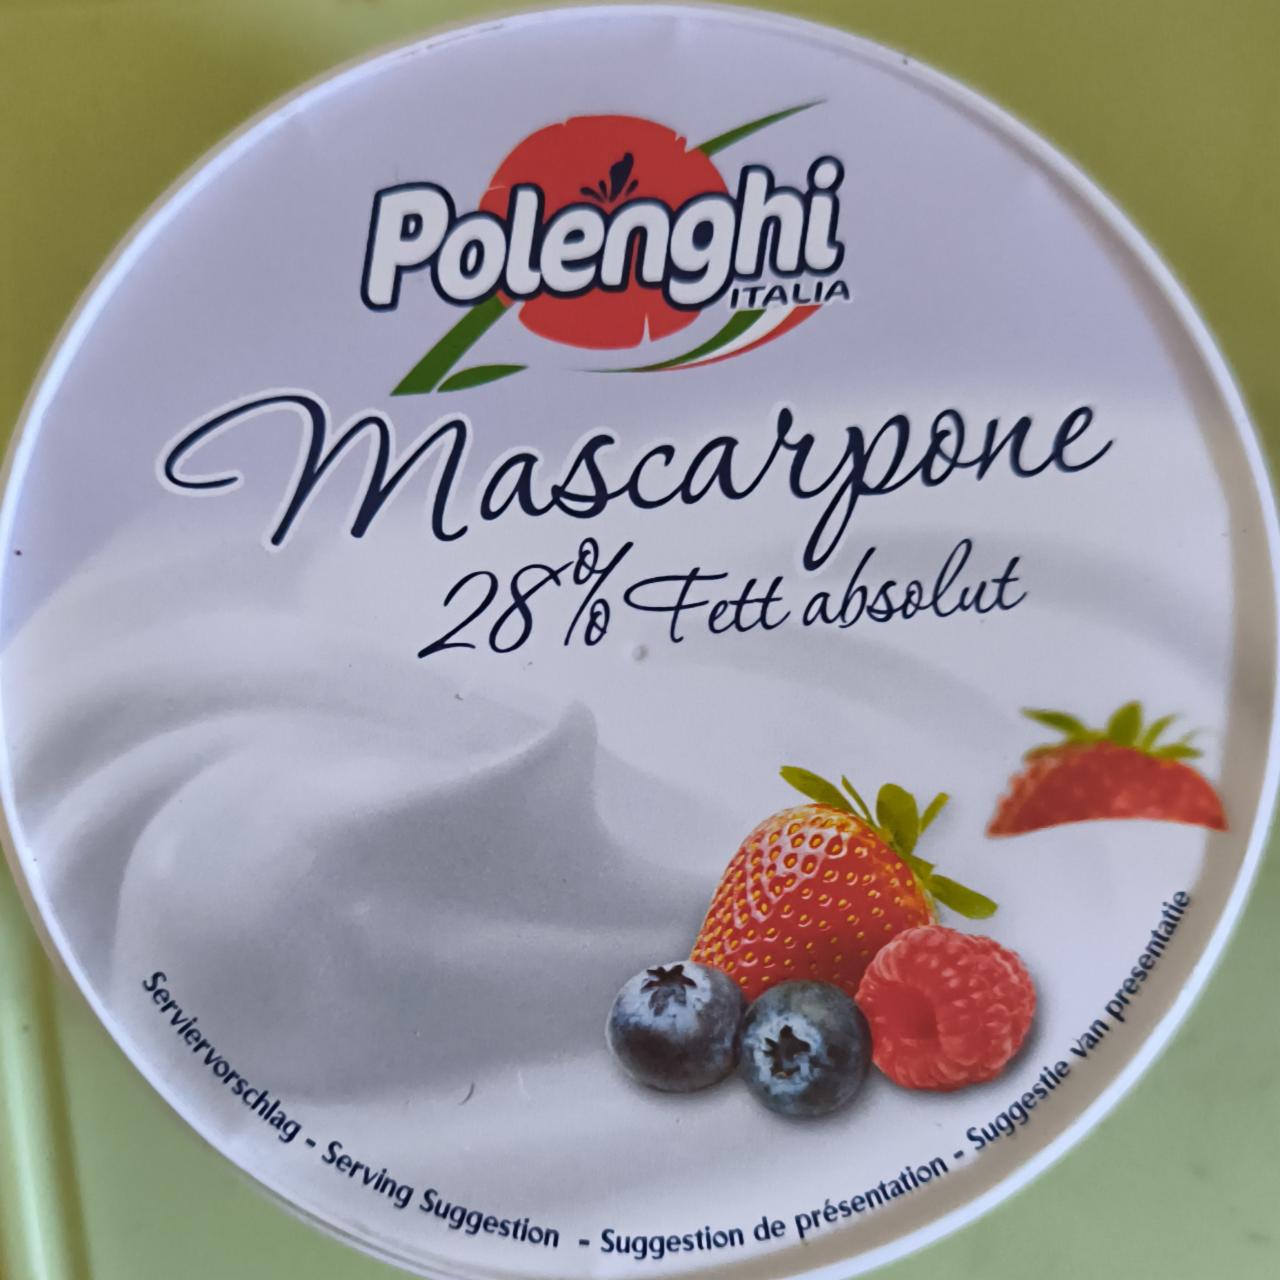 Polenghi
ITALIA
Mascarpone
28% Fett absolut
Serviervorschlag - Serving Suggestion - Suggestion de présentation - Suggestie van presentatie